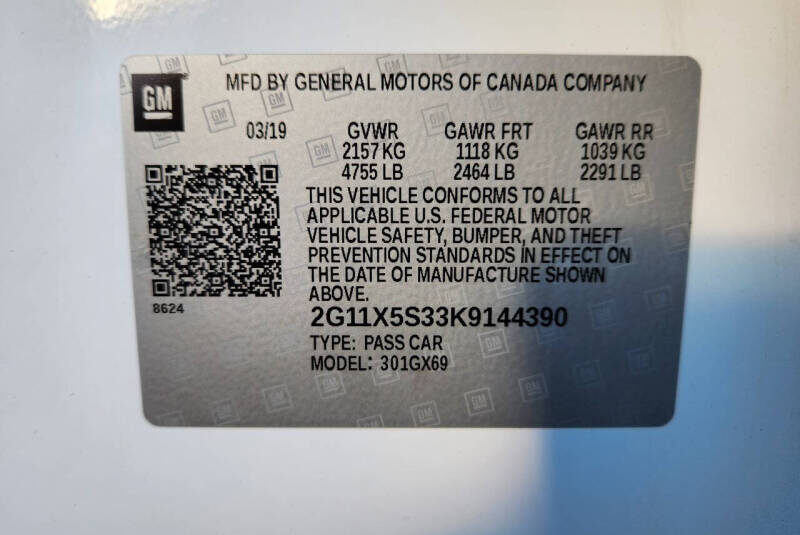 GM
MFD BY GENERAL MOTORS OF CANADA COMPANY
03/19 GVWR GAWR FRT GAWR RR
2157 KG 1118 KG 1039 KG
4755 LB 2464 LB 2291 LB
THIS VEHICLE CONFORMS TO ALL
APPLICABLE U.S. FEDERAL MOTOR
VEHICLE SAFETY, BUMPER, AND THEFT
PREVENTION STANDARDS IN EFFECT ON
THE DATE OF MANUFACTURE SHOWN
ABOVE.
8624
2G11X5S33K9144390
TYPE: PASS CAR
MODEL: 301GX69